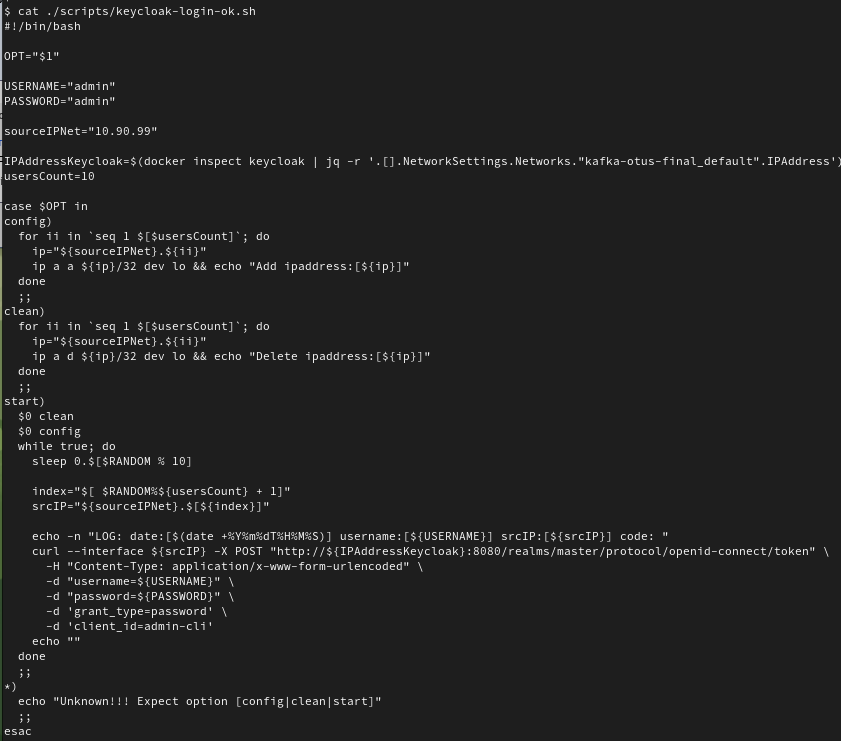 $ cat ./scripts/keycloak-login-ok.sh
#!/bin/bash

OPT="$1"

USERNAME="admin"
PASSWORD="admin"

sourceIPNet="10.90.99"

IPAddressKeycloak=$(docker inspect keycloak | jq -r '.[].NetworkSettings.Networks."kafka-otus-final_default".IPAddress')
usersCount=10

case $OPT in
config)
  for ii in `seq 1 $[$usersCount]`; do
    ip="${sourceIPNet}.${ii}"
    ip a a ${ip}/32 dev lo && echo "Add ipaddress:[${ip}]"
  done
  ;;
clean)
  for ii in `seq 1 $[$usersCount]`; do
    ip="${sourceIPNet}.${ii}"
    ip a d ${ip}/32 dev lo && echo "Delete ipaddress:[${ip}]"
  done
  ;;
start)
  $0 clean
  $0 config
  while true; do
    sleep 0.$[$RANDOM % 10]

    index="$[ $RANDOM%${usersCount} + 1]"
    srcIP="${sourceIPNet}.$[${index}]"

    echo -n "LOG: date:[$(date +%Y%m%dT%H%M%S)] username:[${USERNAME}] srcIP:[${srcIP}] code: "
    curl --interface ${srcIP} -X POST "http://${IPAddressKeycloak}:8080/realms/master/protocol/openid-connect/token" \
      -H "Content-Type: application/x-www-form-urlencoded" \
      -d "username=${USERNAME}" \
      -d "password=${PASSWORD}" \
      -d 'grant_type=password' \
      -d 'client_id=admin-cli'
    echo ""
  done
  ;;
*)
  echo "Unknown!!! Expect option [config|clean|start]"
  ;;
esac